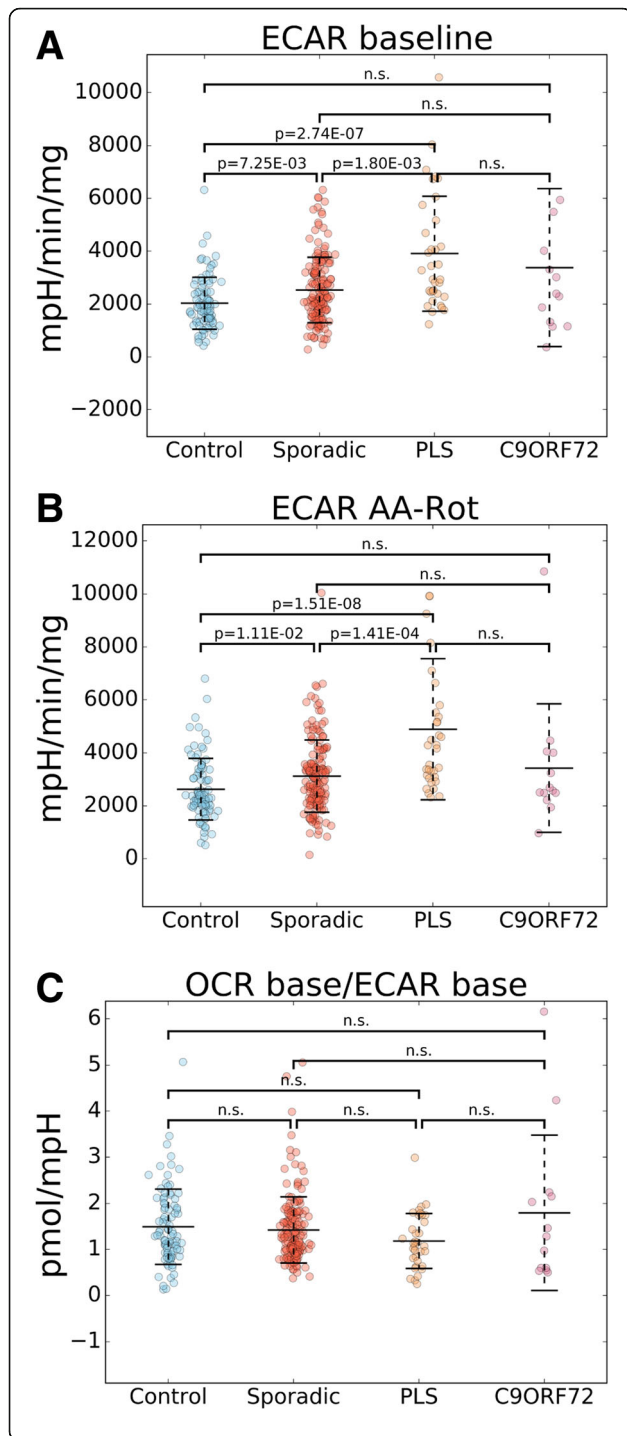 A
ECAR baseline
mpH/min/mg
10000
8000
6000
4000
2000
0
−2000
n.s.
n.s.
p=2.74E-07
p=7.25E-03 p=1.80E-03 n.s.
Control Sporadic PLS C9ORF72
B
ECAR AA-Rot
mpH/min/mg
12000
10000
8000
6000
4000
2000
0
n.s.
n.s.
p=1.51E-08
p=1.11E-02 p=1.41E-04 n.s.
Control Sporadic PLS C9ORF72
C
OCR base/ECAR base
pmol/mpH
6
5
4
3
2
1
0
−1
n.s.
n.s.
n.s.
n.s. n.s. n.s.
Control Sporadic PLS C9ORF72